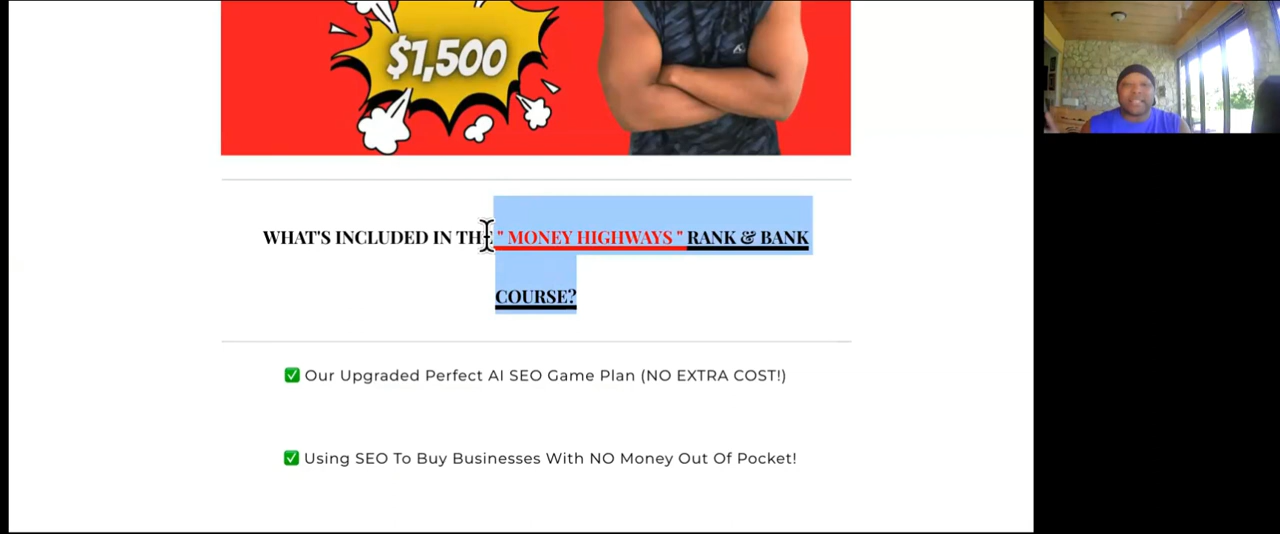 $1,500
WHAT'S INCLUDED IN THE " MONEY HIGHWAYS " RANK & BANK
COURSE?
✅ Our Upgraded Perfect AI SEO Game Plan (NO EXTRA COST!)
✅ Using SEO To Buy Businesses With NO Money Out Of Pocket!